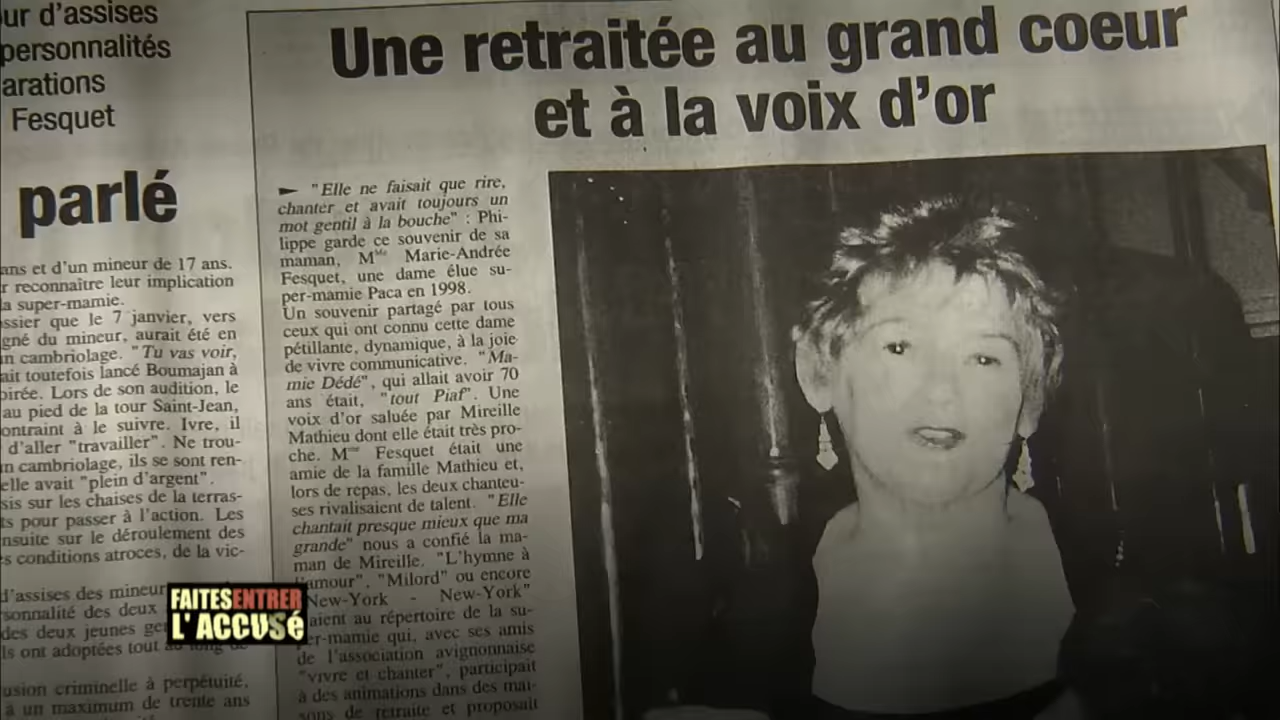 ur d'assises
personnalités
arations
Fesquet
parlé
ans et d'un mineur de 17 ans.
r reconnaître leur implication
la super-mamie.
ssier que le 7 janvier, vers
gné du mineur, aurait été en
n cambriolage. "Tu vas voir,
ait toutefois lancé Boumajan à
oirée. Lors de son audition, le
au pied de la tour Saint-Jean,
ontraint à le suivre. Ivre, il
d'aller "travailler". Ne trou-
n cambriolage, ils se sont ren-
elle avait "plein d'argent".
sis sur les chaises de la terras-
ts pour passer à l'action. Les
nsuite sur le déroulement des
s conditions atroces, de la vic-
d'assises des mineur
sonnalité des deux
des deux jeunes ge
ls ont adoptées tout au long de
usion criminelle à perpétuité,
à un maximum de trente ans
Une retraitée au grand coeur
et à la voix d'or
► "Elle ne faisait que rire,
chanter et avait toujours un
mot gentil à la bouche" : Phi-
lippe garde ce souvenir de sa
maman, Mme Marie-Andrée
Fesquet, une dame élue su-
per-mamie Paca en 1998.
Un souvenir partagé par tous
ceux qui ont connu cette dame
pétillante, dynamique, à la joie
de vivre communicative. "Ma-
mie Dédé", qui allait avoir 70
ans était, "tout Piaf". Une
voix d'or saluée par Mireille
Mathieu dont elle était très pro-
che. Mme Fesquet était une
amie de la famille Mathieu et,
lors de repas, les deux chanteu-
ses rivalisaient de talent. "Elle
chantait presque mieux que ma
grande" nous a confié la ma-
man de Mireille. "L'hymne à
l'amour", "Milord" ou encore
"New-York - New-York"
aient au répertoire de la su-
er-mamie qui, avec ses amis
de l'association avignonnaise
"vivre et chanter", participait
à des animations dans des mai-
sons de retraite et proposait
FAITES ENTRER
L'ACCUSé